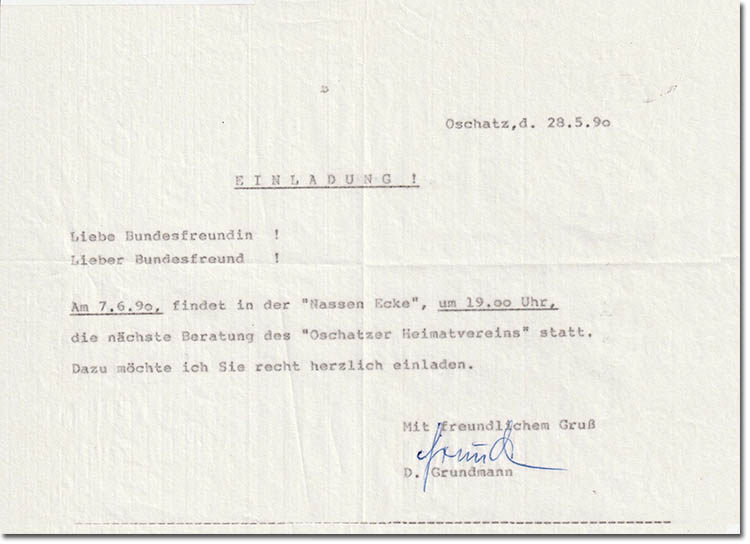 Oschatz,d. 28.5.9o
E I N L A D U N G !
Liebe Bundesfreundin !
Lieber Bundesfreund !
Am 7.6.9o, findet in der "Nassen Ecke", um 19.oo Uhr,
die nächste Beratung des "Oschatzer Heimatvereins" statt.
Dazu möchte ich Sie recht herzlich einladen.
Mit freundlichem Gruß
D. Grundmann